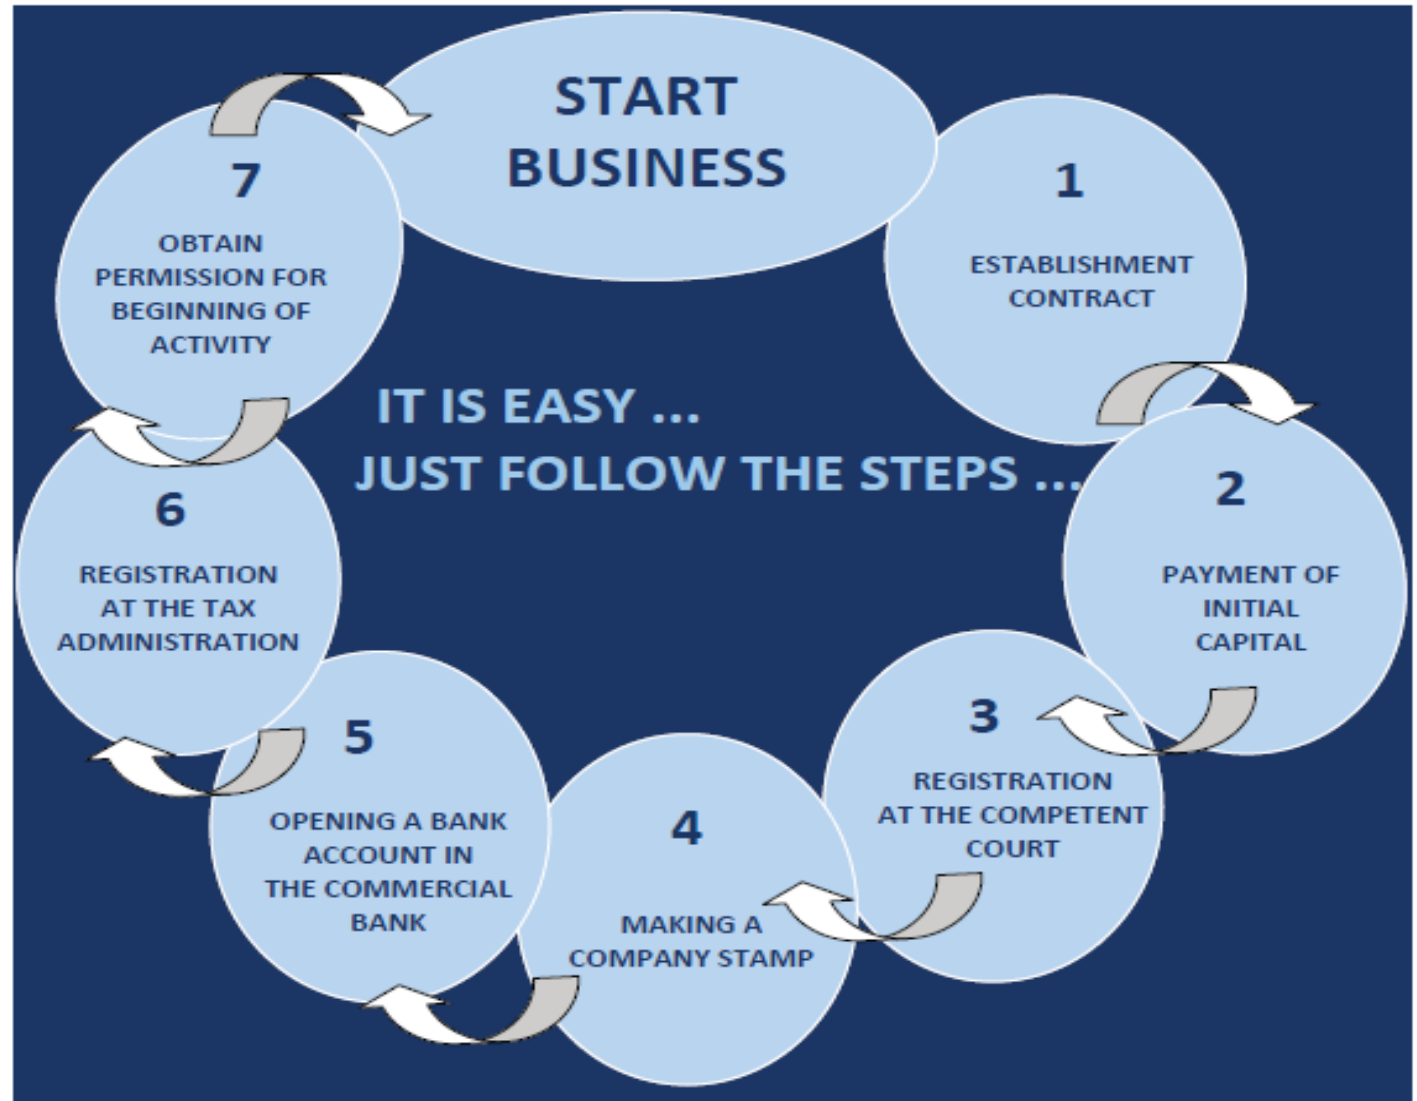 START
BUSINESS
1
ESTABLISHMENT
CONTRACT
2
PAYMENT OF
INITIAL
CAPITAL
3
REGISTRATION
AT THE COMPETENT
COURT
4
MAKING A
COMPANY STAMP
5
OPENING A BANK
ACCOUNT IN
THE COMMERCIAL
BANK
6
REGISTRATION
AT THE TAX
ADMINISTRATION
7
OBTAIN
PERMISSION FOR
BEGINNING OF
ACTIVITY
IT IS EASY ...
JUST FOLLOW THE STEPS ...